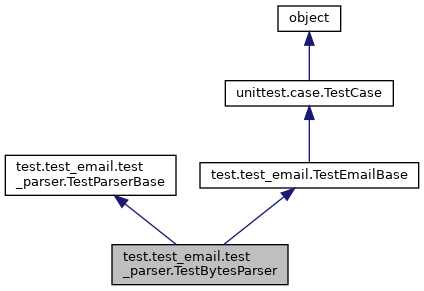 object
unittest.case.TestCase
test.test_email.test
_parser.TestParserBase
test.test_email.TestEmailBase
test.test_email.test
_parser.TestBytesParser